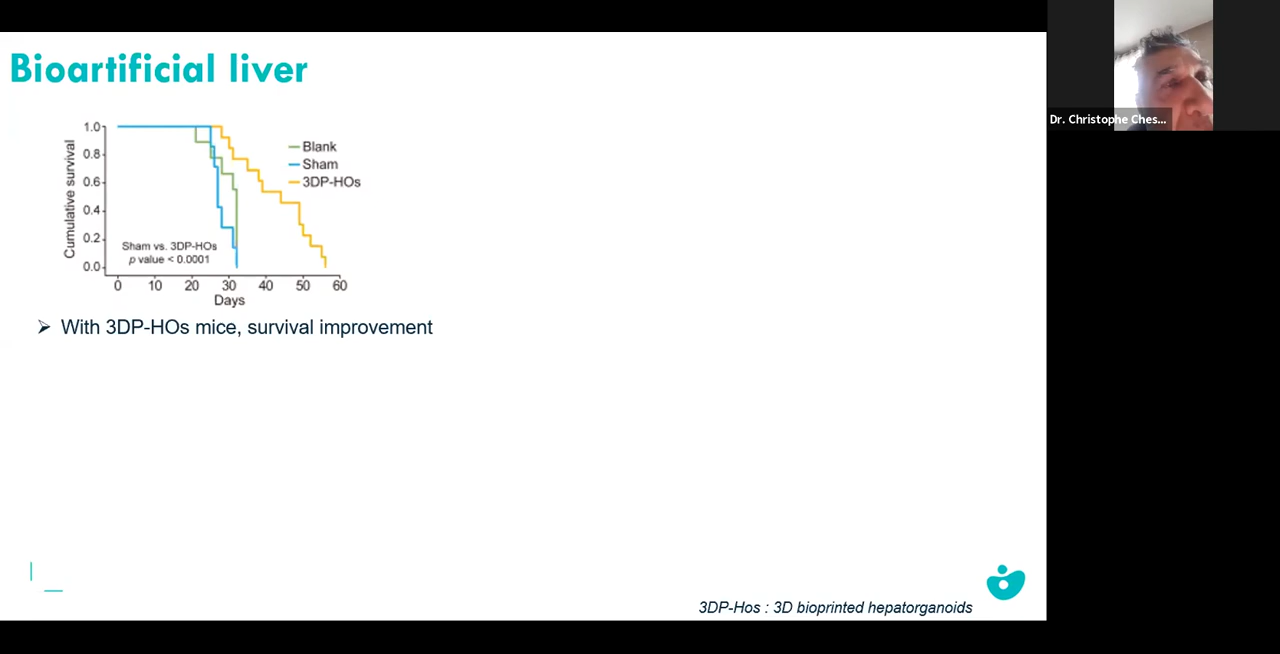 Bioartificial liver
Dr. Christophe Ches...
Cumulative survival
1.0
0.8
0.6
0.4
0.2
0.0
Blank
Sham
3DP-HOs
Sham vs. 3DP-HOs
p value < 0.0001
0 10 20 30 40 50 60
Days
➢ With 3DP-HOs mice, survival improvement
3DP-Hos : 3D bioprinted hepatorganoids